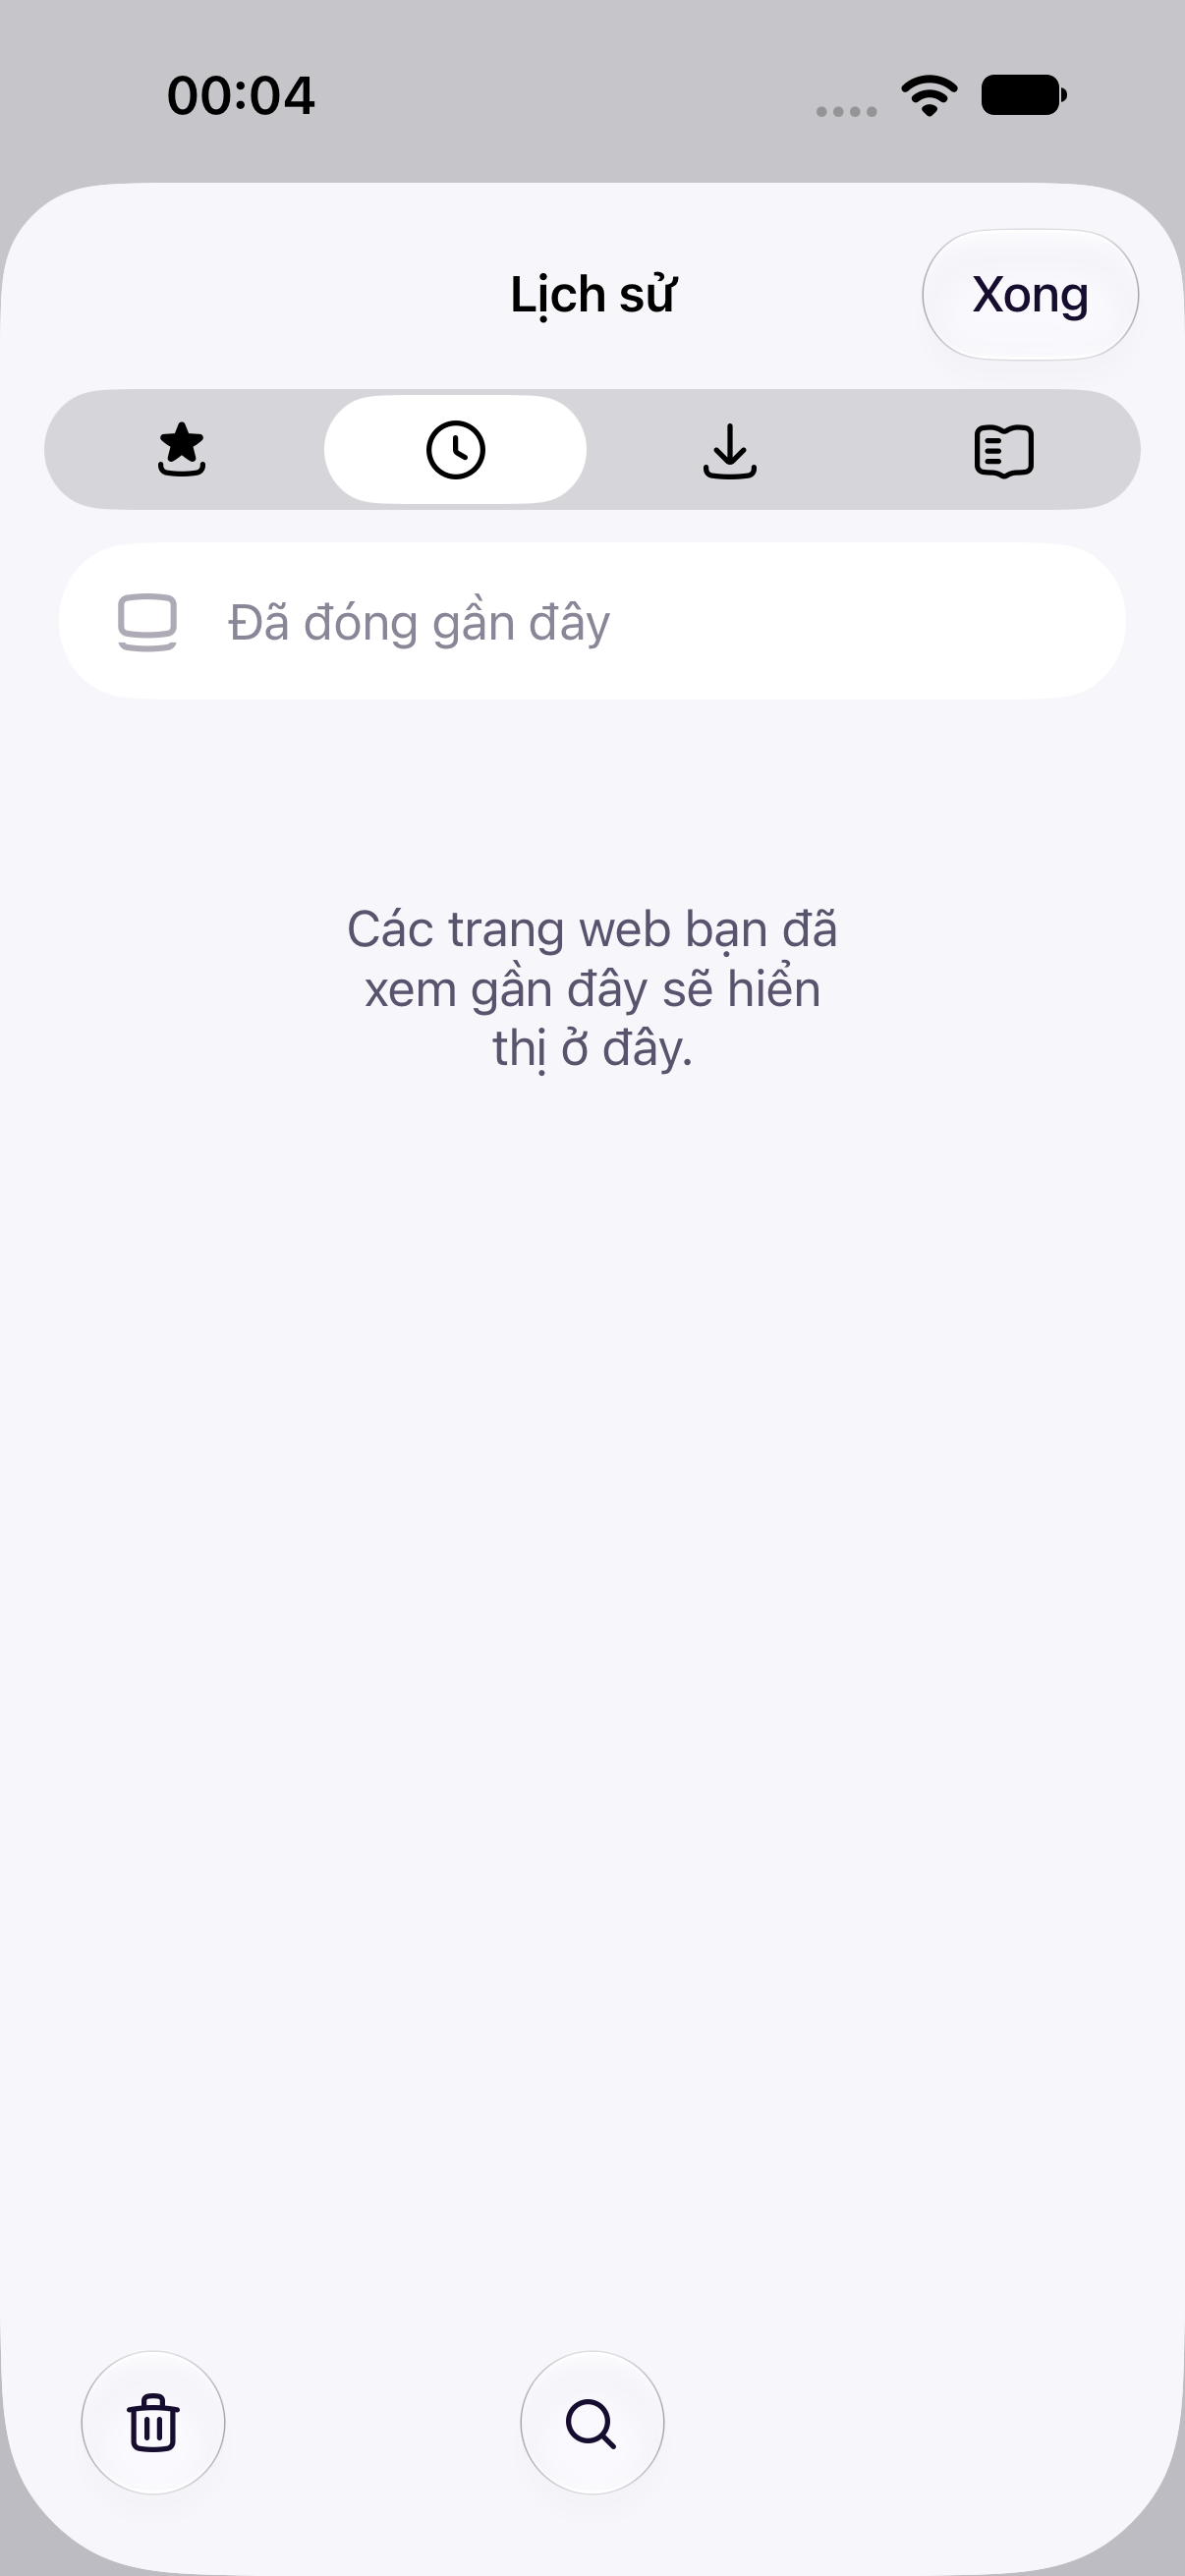 00:04
Lịch sử
Xong
Đã đóng gần đây
Các trang web bạn đã
xem gần đây sẽ hiển
thị ở đây.